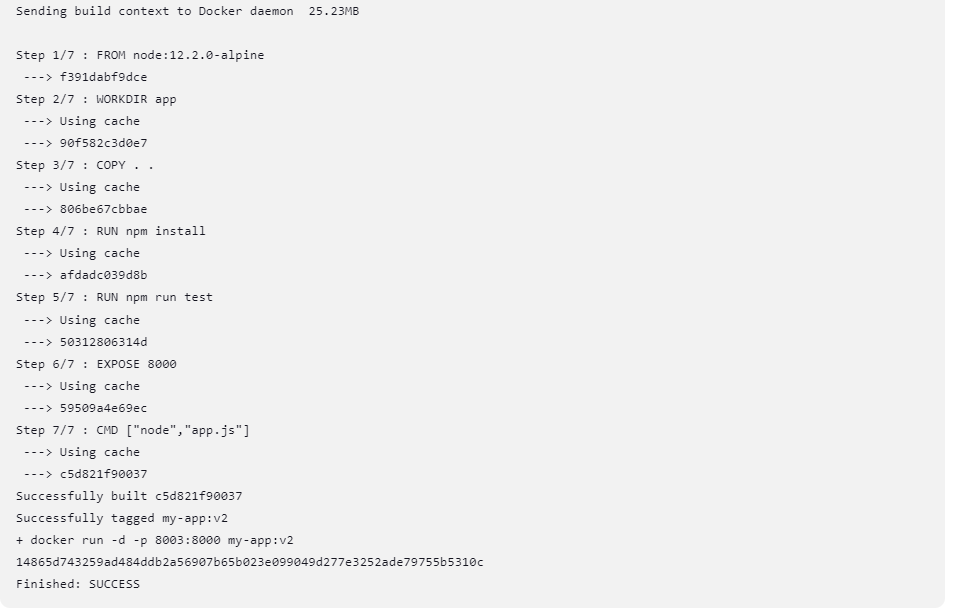 Sending build context to Docker daemon  25.23MB
Step 1/7 : FROM node:12.2.0-alpine
 ---> f391dabf9dce
Step 2/7 : WORKDIR app
 ---> Using cache
 ---> 90f582c3d0e7
Step 3/7 : COPY . .
 ---> Using cache
 ---> 806be67cbbae
Step 4/7 : RUN npm install
 ---> Using cache
 ---> afdadc039d8b
Step 5/7 : RUN npm run test
 ---> Using cache
 ---> 50312806314d
Step 6/7 : EXPOSE 8000
 ---> Using cache
 ---> 59509a4e69ec
Step 7/7 : CMD ["node","app.js"]
 ---> Using cache
 ---> c5d821f90037
Successfully built c5d821f90037
Successfully tagged my-app:v2
+ docker run -d -p 8003:8000 my-app:v2
14865d743259ad484ddb2a56907b65b023e099049d277e3252ade79755b5310c
Finished: SUCCESS